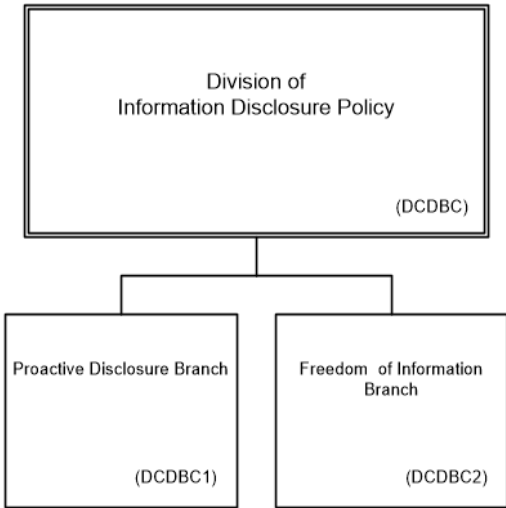 Division of
Information Disclosure Policy
(DCDBC)
Proactive Disclosure Branch
(DCDBC1)
Freedom of Information
Branch
(DCDBC2)